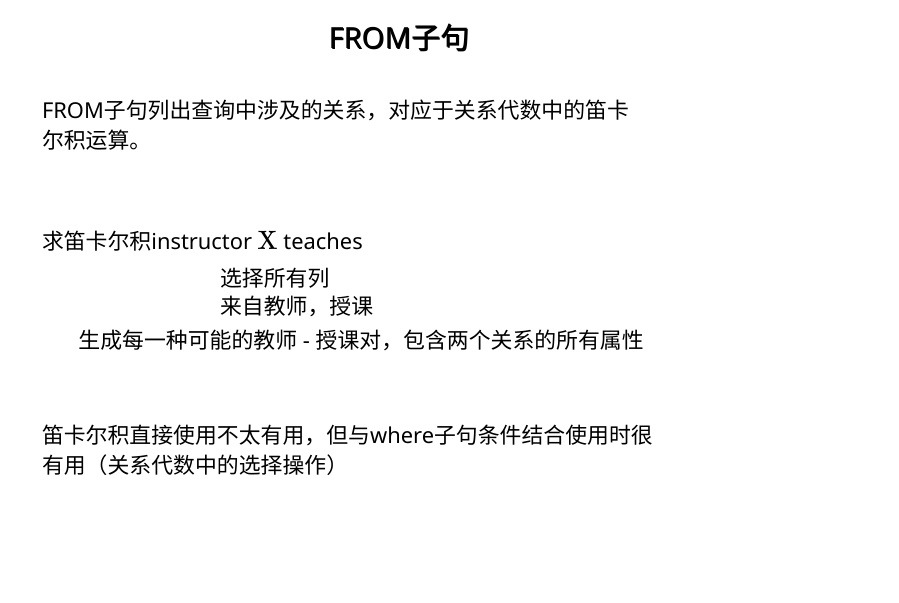 FROM子句
FROM子句列出查询中涉及的关系，对应于关系代数中的笛卡
尔积运算。
求笛卡尔积instructor X teaches
选择所有列
来自教师，授课
生成每一种可能的教师 - 授课对，包含两个关系的所有属性
笛卡尔积直接使用不太有用，但与where子句条件结合使用时很
有用（关系代数中的选择操作）